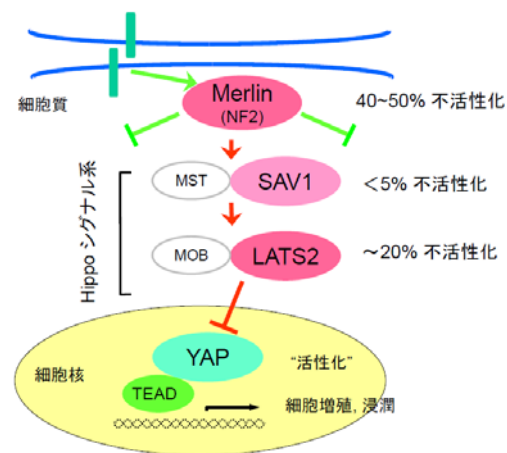 細胞質
Merlin
(NF2)
40~50% 不活性化
Hippo シグナル系
MST
SAV1
<5% 不活性化
MOB
LATS2
~20% 不活性化
YAP
“活性化”
細胞核
TEAD
細胞増殖, 浸潤